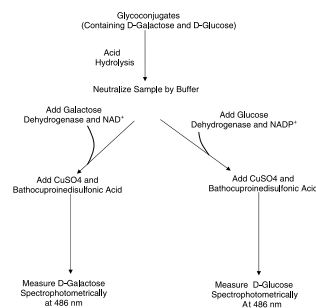 Glycoconjugates
(Containing D-Galactose and D-Glucose)
Acid
Hydrolysis
Neutralize Sample by Buffer
Add Galactose
Dehydrogenase and NAD⁺
Add Glucose
Dehydrogenase and NADP⁺
Add CuSO4 and
Bathocuproinedisulfonic Acid
Add CuSO4 and
Bathocuproinedisulfonic Acid
Measure D-Galactose
Spectrophotometrically
at 486 nm
Measure D-Glucose
Spectrophotometrically
At 486 nm